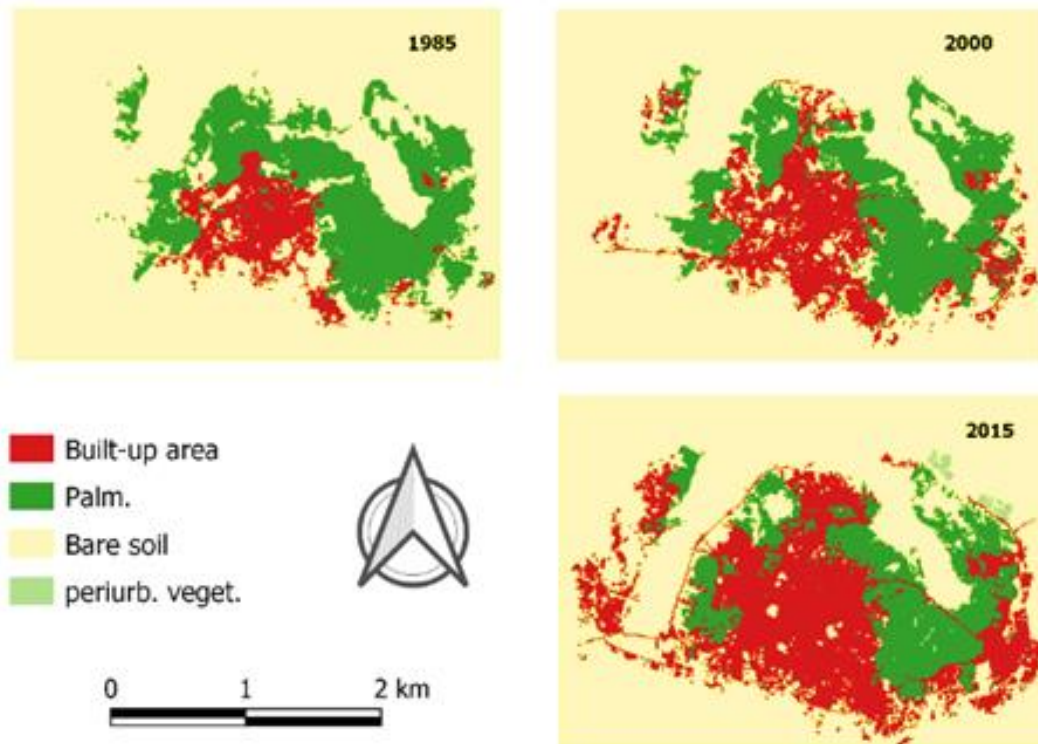 1985
2000
2015
Built-up area
Palm.
Bare soil
periurb. veget.
0 1 2 km